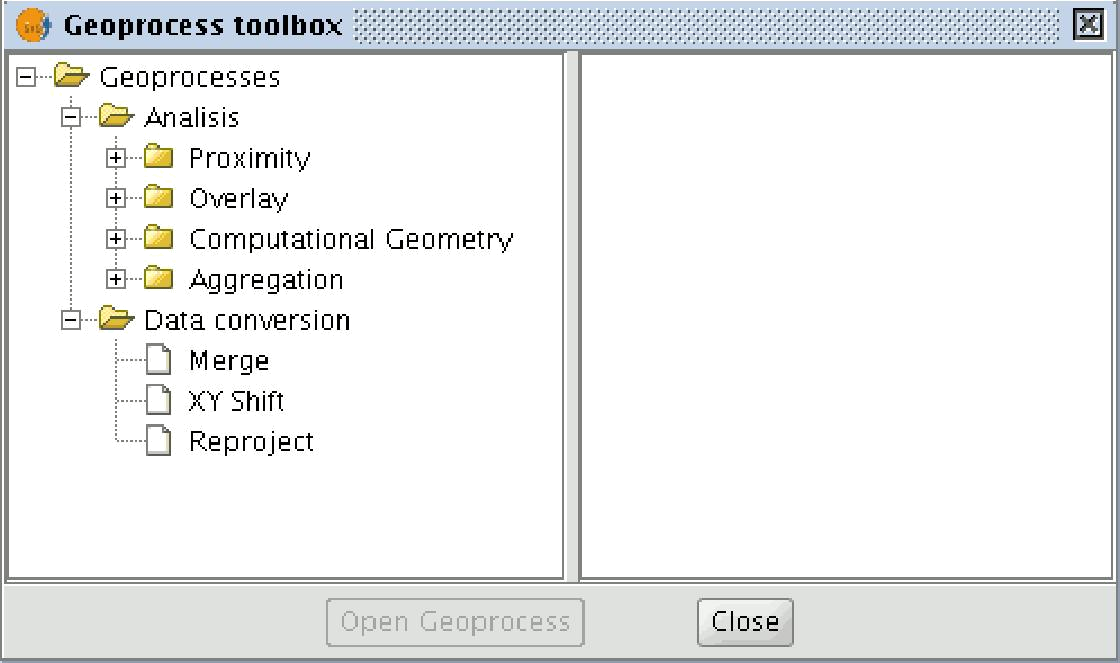 Geoprocess toolbox
Geoprocesses
Analisis
Proximity
Overlay
Computational Geometry
Aggregation
Data conversion
Merge
XY Shift
Reproject
Open Geoprocess
Close